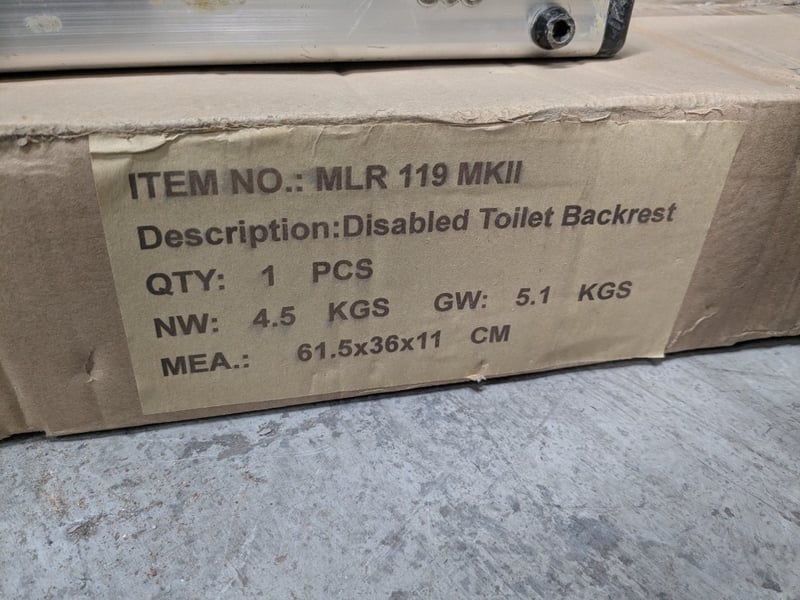 ITEM NO.: MLR 119 MKII
Description:Disabled Toilet Backrest
QTY: 1 PCS
NW: 4.5 KGS GW: 5.1 KGS
MEA.: 61.5x36x11 CM